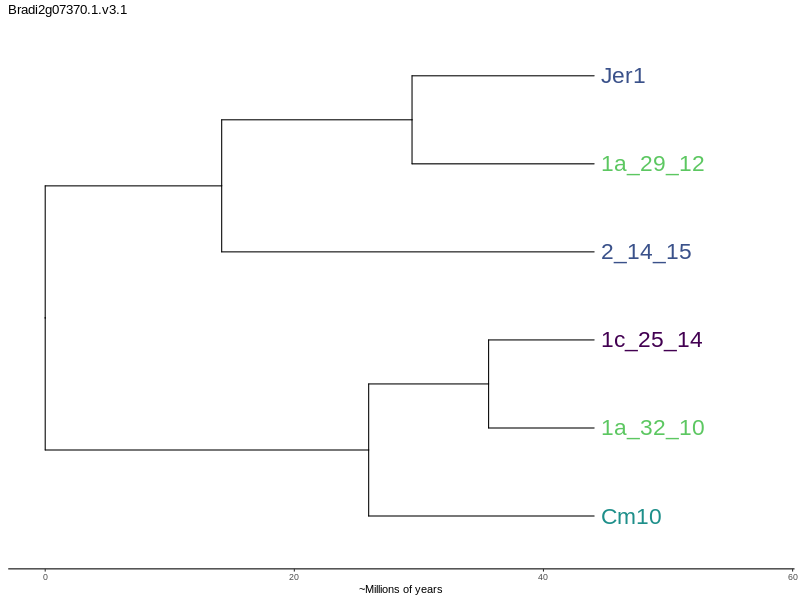 Bradi2g07370.1.v3.1
Jer1
1a_29_12
2_14_15
1c_25_14
1a_32_10
Cm10
0 20 40 60
~Millions of years